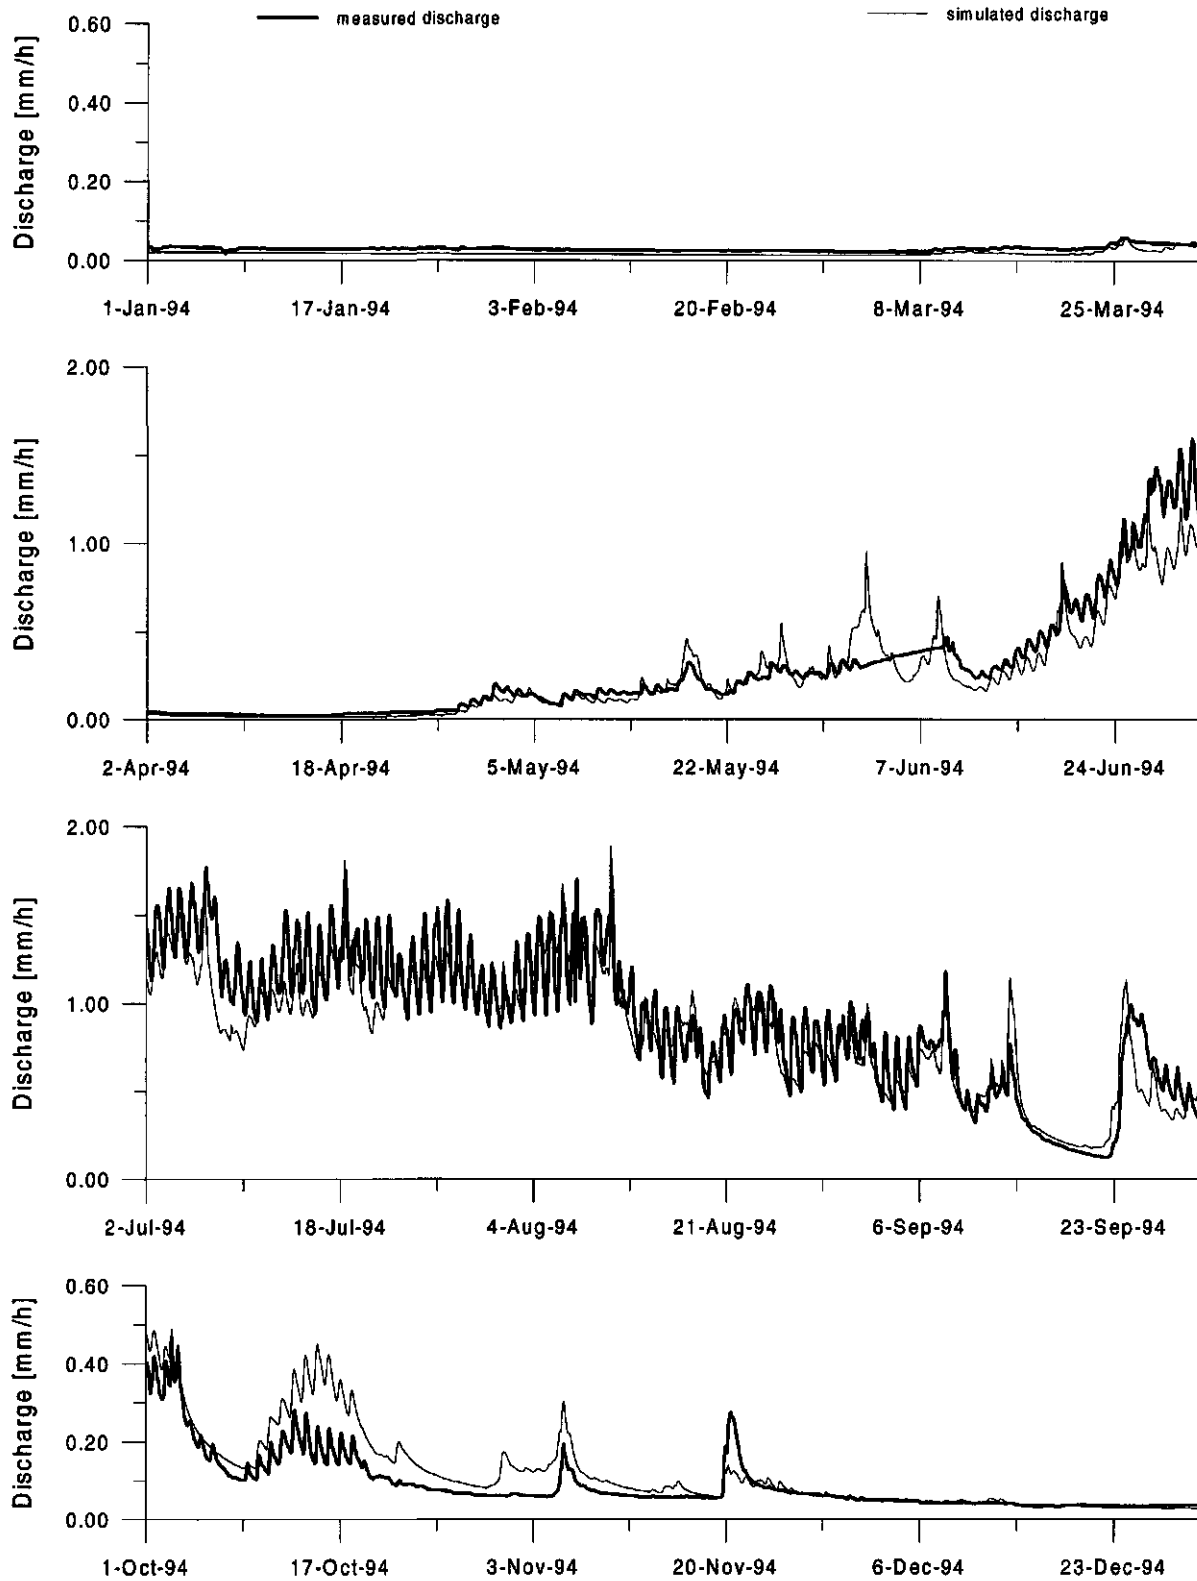 measured discharge
simulated discharge
Discharge [mm/h]
0.60
0.40
0.20
0.00
1-Jan-94 17-Jan-94 3-Feb-94 20-Feb-94 8-Mar-94 25-Mar-94
Discharge [mm/h]
2.00
1.00
0.00
2-Apr-94 18-Apr-94 5-May-94 22-May-94 7-Jun-94 24-Jun-94
Discharge [mm/h]
2.00
1.00
0.00
2-Jul-94 18-Jul-94 4-Aug-94 21-Aug-94 6-Sep-94 23-Sep-94
Discharge [mm/h]
0.60
0.40
0.20
0.00
1-Oct-94 17-Oct-94 3-Nov-94 20-Nov-94 6-Dec-94 23-Dec-94